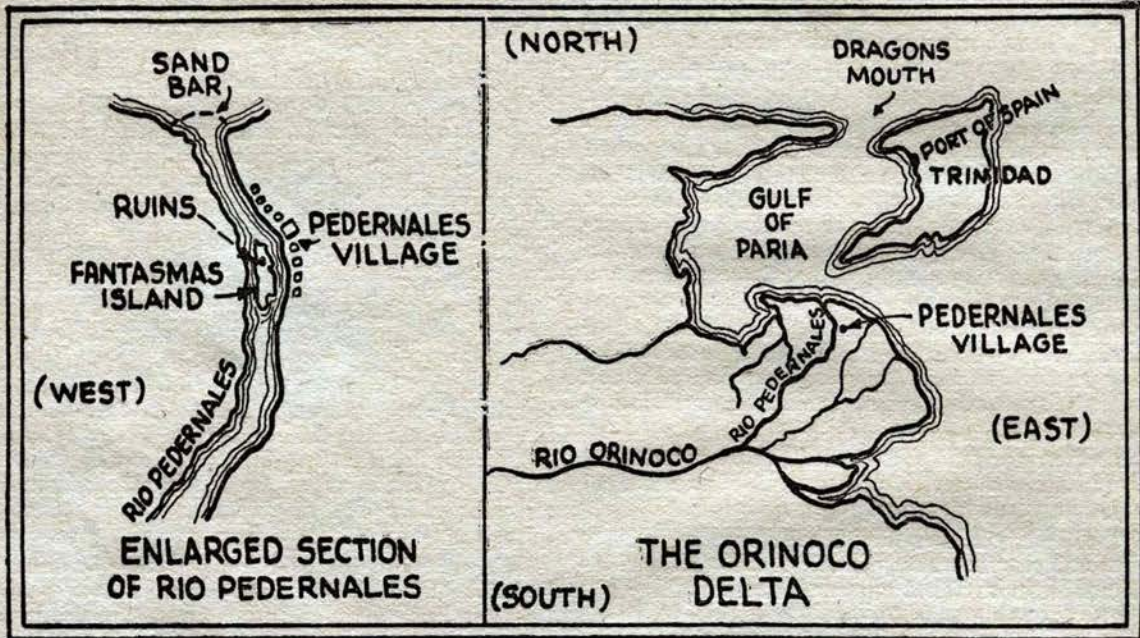 SAND
BAR
RUINS
PEDERNALES
VILLAGE
FANTASMAS
ISLAND
(WEST)
RIO PEDERNALES
ENLARGED SECTION
OF RIO PEDERNALES
(NORTH)
DRAGONS
MOUTH
PORT OF SPAIN
TRINIDAD
GULF
OF
PARIA
PEDERNALES
VILLAGE
RIO PEDERNALES
(EAST)
RIO ORINOCO
THE ORINOCO
DELTA
(SOUTH)